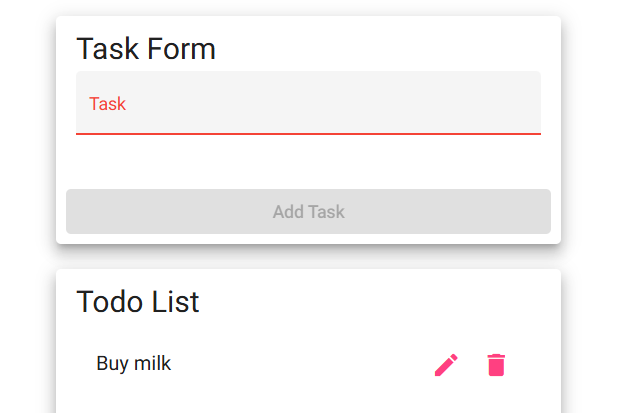 Task Form
Task
Add Task
Todo List
Buy milk